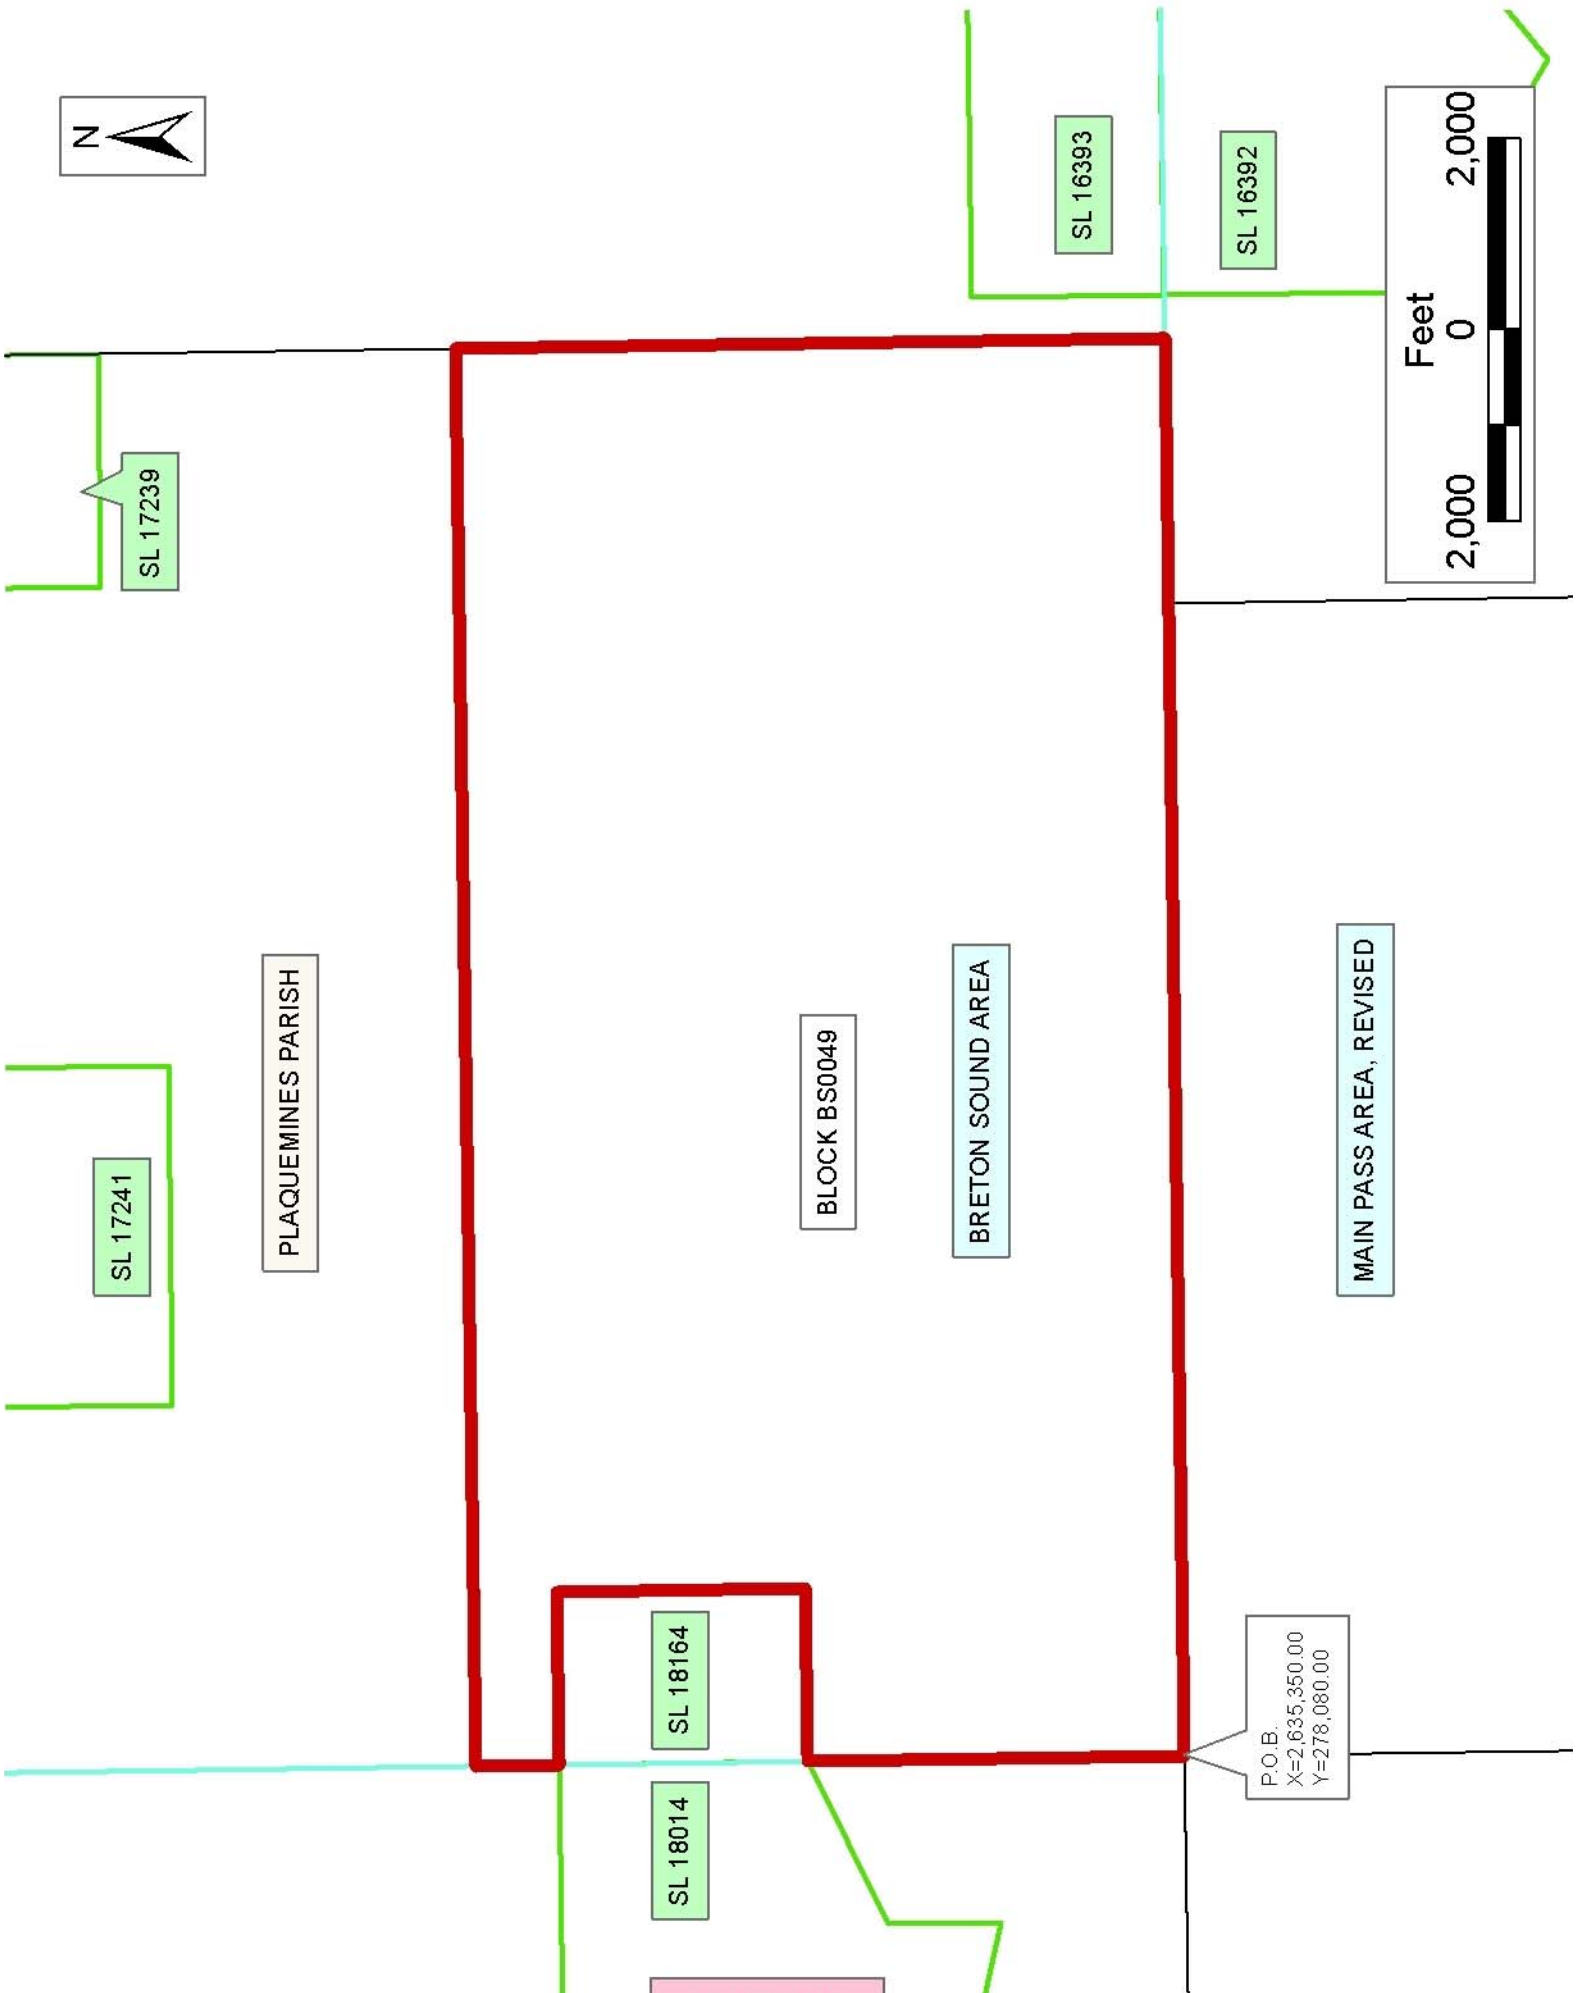 N
SL 17241
SL 17239
PLAQUEMINES PARISH
SL 18014
SL 18164
BLOCK BS0049
BRETON SOUND AREA
SL 16393
SL 16392
P.O.B.
X=2,635,350.00
Y=278,080.00
MAIN PASS AREA, REVISED
Feet
2,000 0 2,000